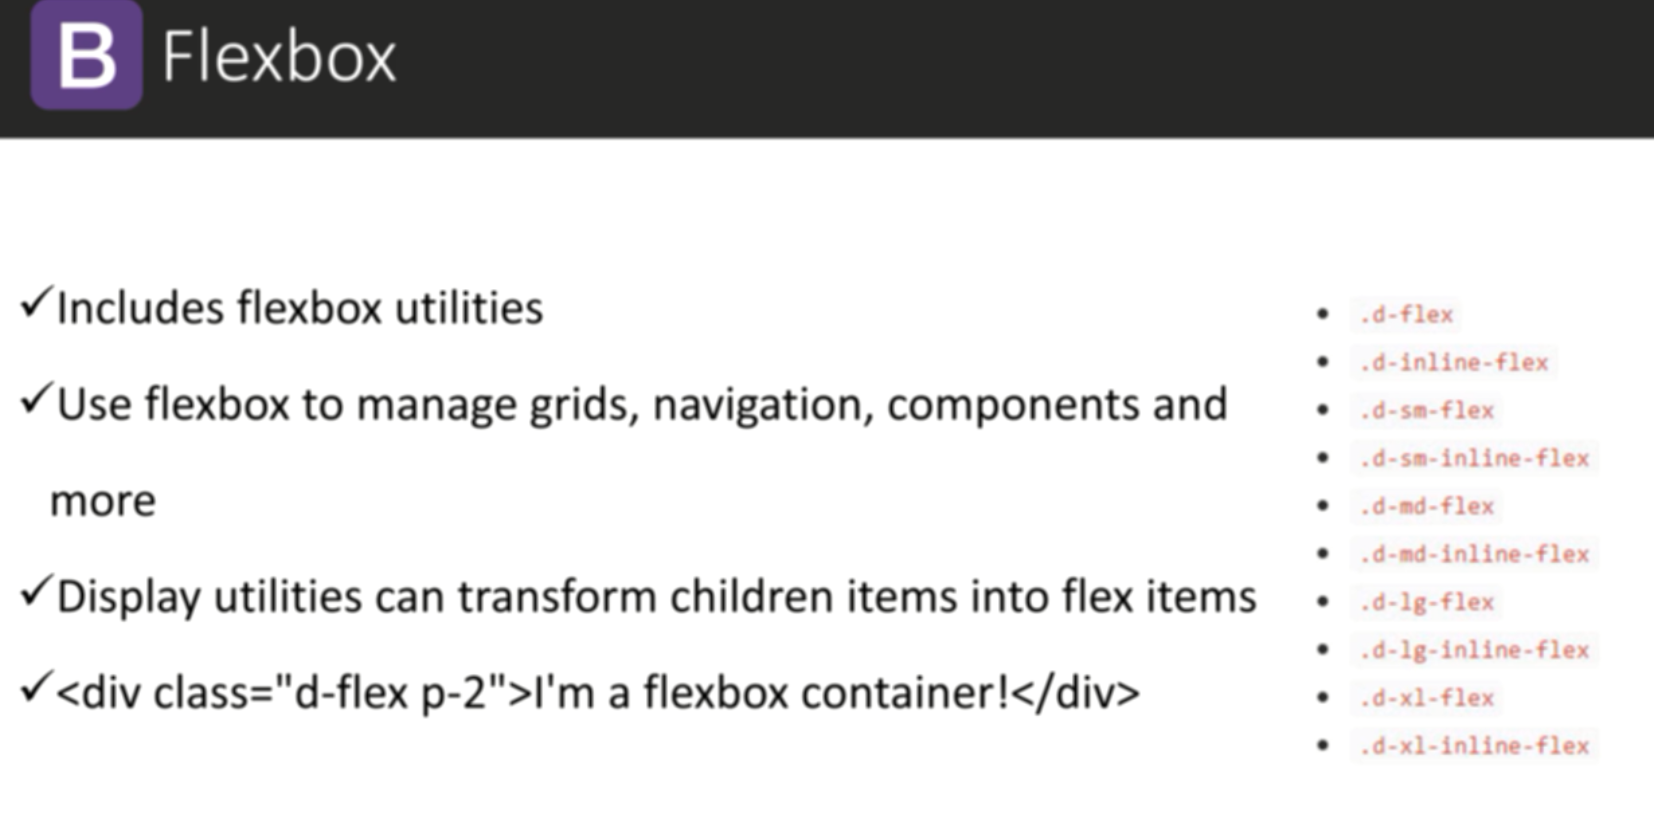 B Flexbox
✓Includes flexbox utilities
✓Use flexbox to manage grids, navigation, components and
more
✓Display utilities can transform children items into flex items
✓<div class="d-flex p-2">I'm a flexbox container!</div>
• .d-flex
• .d-inline-flex
• .d-sm-flex
• .d-sm-inline-flex
• .d-md-flex
• .d-md-inline-flex
• .d-lg-flex
• .d-lg-inline-flex
• .d-xl-flex
• .d-xl-inline-flex